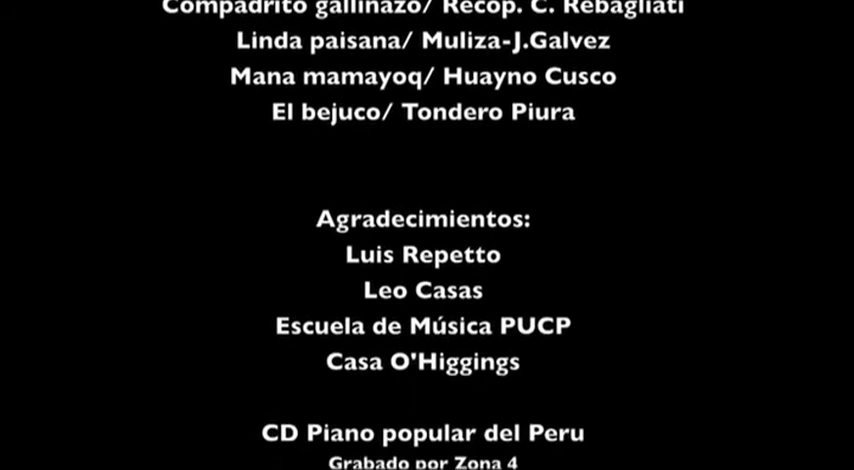 Compadrito gallinazo/ Recop. C. Rebagliati
Linda paisana/ Muliza-J.Galvez
Mana mamayoq/ Huayno Cusco
El bejuco/ Tondero Piura
Agradecimientos:
Luis Repetto
Leo Casas
Escuela de Música PUCP
Casa O'Higgings
CD Piano popular del Peru
Grabado por Zona 4